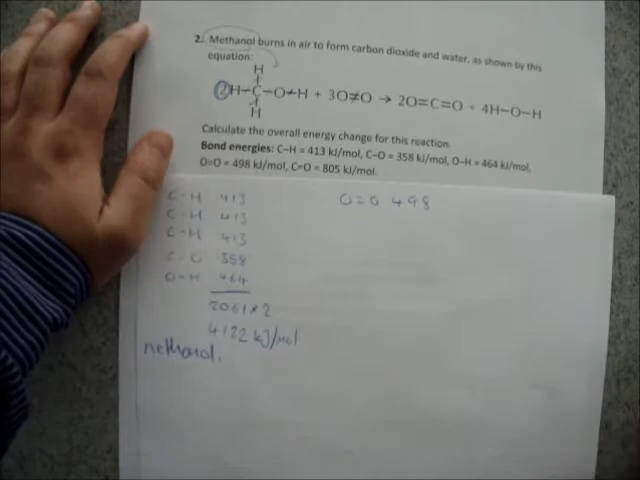 2. Methanol burns in air to form carbon dioxide and water, as shown by this
equation:
H
2 H-C-O-H + 3O=O → 2O=C=O + 4H-O-H
H
Calculate the overall energy change for this reaction.
Bond energies: C-H = 413 kJ/mol, C-O = 358 kJ/mol, O-H = 464 kJ/mol,
O=O = 498 kJ/mol, C=O = 805 kJ/mol.
C-H 413 O=O 498
C-H 413
C-H 413
C-O 358
O-H 464
2061 x 2
4122 kJ/mol
methanol.